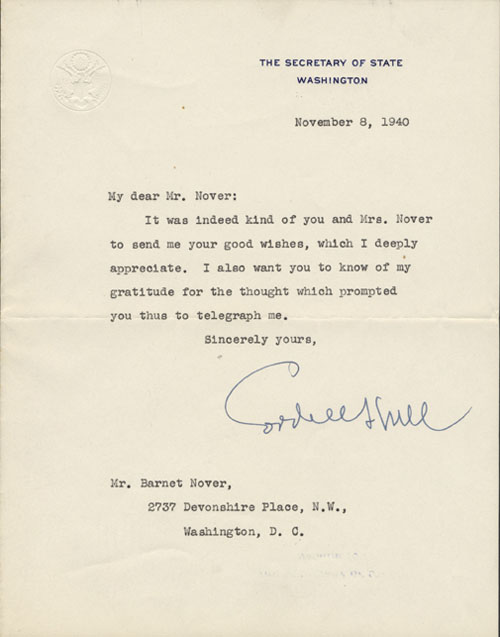 THE SECRETARY OF STATE
WASHINGTON
November 8, 1940
My dear Mr. Nover:
It was indeed kind of you and Mrs. Nover
to send me your good wishes, which I deeply
appreciate. I also want you to know of my
gratitude for the thought which prompted
you thus to telegraph me.
Sincerely yours,
Cordell Hull
Mr. Barnet Nover,
2737 Devonshire Place, N.W.,
Washington, D. C.